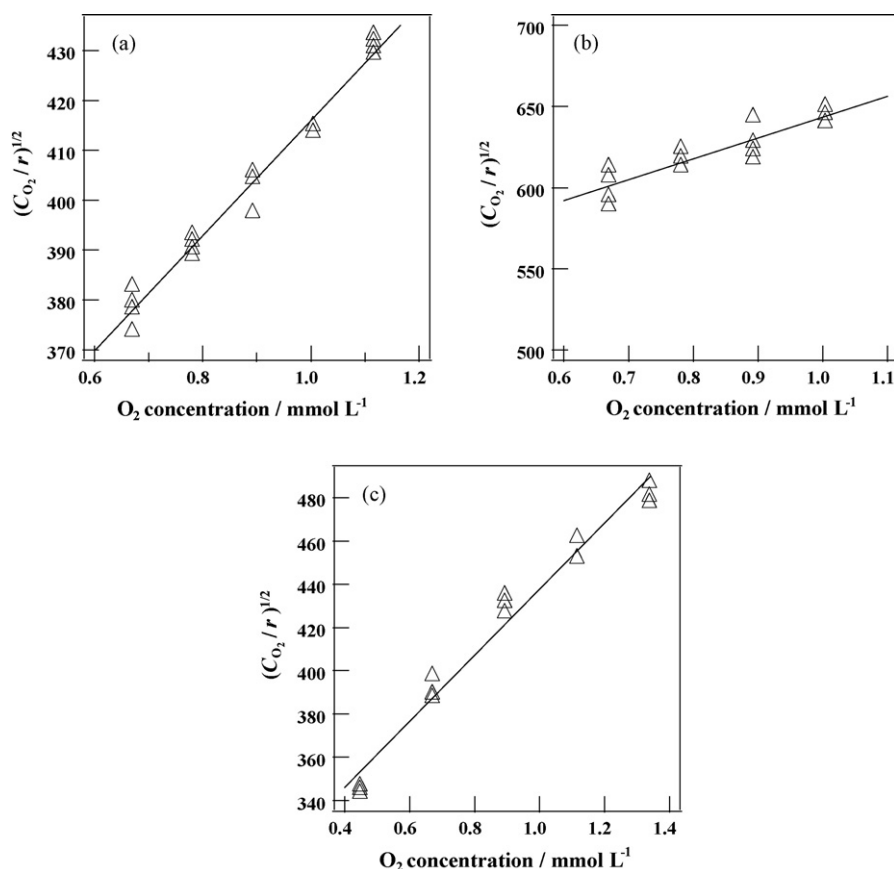 (a)
430
420
410
400
390
380
370
0.6 0.8 1.0 1.2
(C_O₂ / r)^1/2
O₂ concentration / mmol L⁻¹
(b)
700
650
600
550
500
0.6 0.7 0.8 0.9 1.0 1.1
(C_O₂ / r)^1/2
O₂ concentration / mmol L⁻¹
(c)
480
460
440
420
400
380
360
340
0.4 0.6 0.8 1.0 1.2 1.4
(C_O₂ / r)^1/2
O₂ concentration / mmol L⁻¹